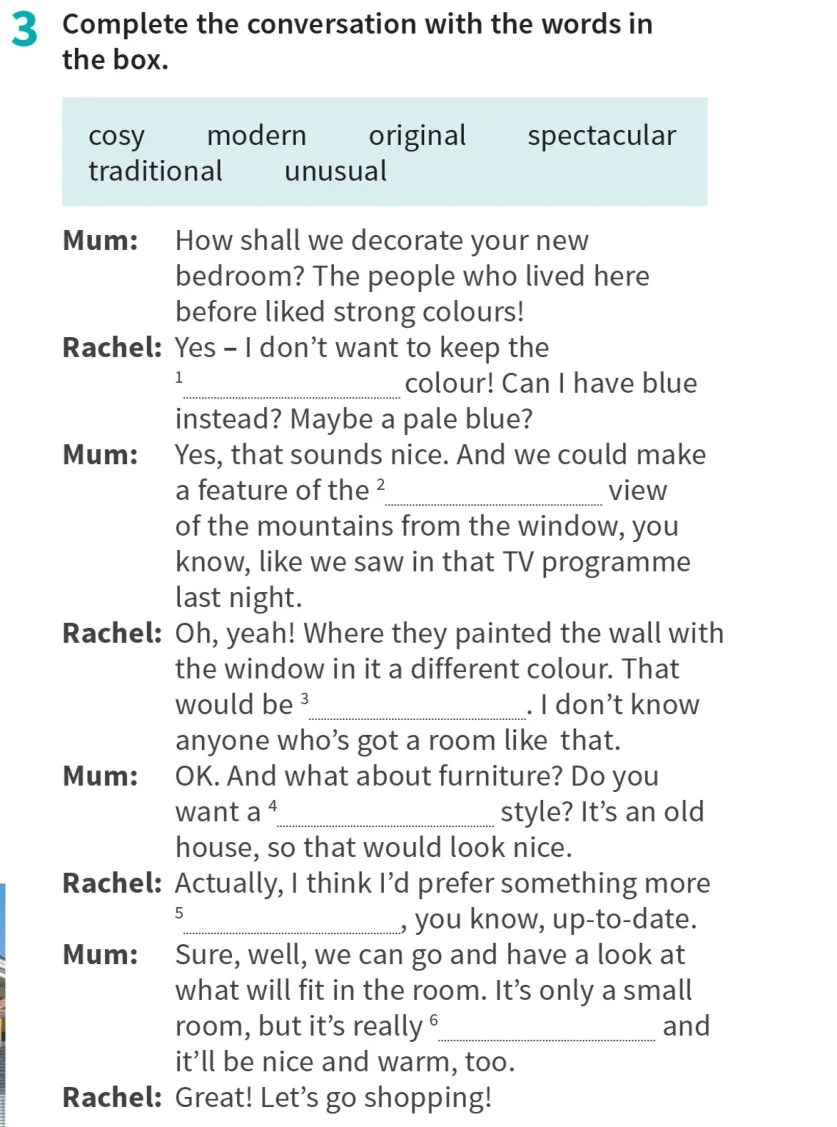 3 Complete the conversation with the words in
the box.
cosy modern original spectacular
traditional unusual
Mum: How shall we decorate your new
bedroom? The people who lived here
before liked strong colours!
Rachel: Yes – I don't want to keep the
1 colour! Can I have blue
instead? Maybe a pale blue?
Mum: Yes, that sounds nice. And we could make
a feature of the 2 view
of the mountains from the window, you
know, like we saw in that TV programme
last night.
Rachel: Oh, yeah! Where they painted the wall with
the window in it a different colour. That
would be 3 . I don't know
anyone who's got a room like that.
Mum: OK. And what about furniture? Do you
want a 4 style? It's an old
house, so that would look nice.
Rachel: Actually, I think I'd prefer something more
5 , you know, up-to-date.
Mum: Sure, well, we can go and have a look at
what will fit in the room. It's only a small
room, but it's really 6 and
it'll be nice and warm, too.
Rachel: Great! Let's go shopping!